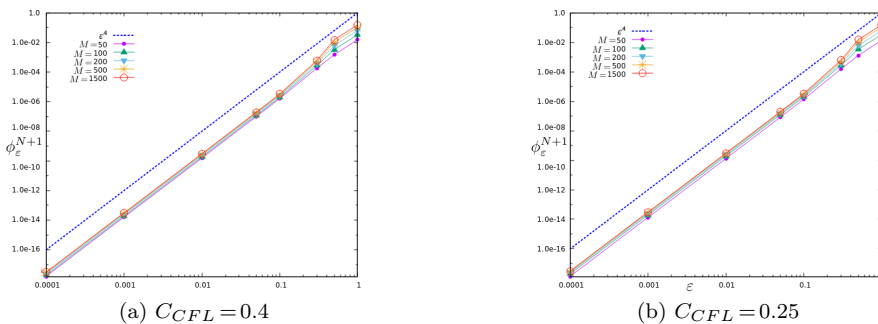 1.0
1.0e-02
1.0e-04
1.0e-06
1.0e-08
1.0e-10
1.0e-12
1.0e-14
1.0e-16
ϕ_ε^{N+1}
ε⁴
M=50
M=100
M=200
M=500
M=1500
0.0001 0.001 0.01 0.1 1
(a) C_{CFL}=0.4
1.0
1.0e-02
1.0e-04
1.0e-06
1.0e-08
1.0e-10
1.0e-12
1.0e-14
1.0e-16
ϕ_ε^{N+1}
ε⁴
M=50
M=100
M=200
M=500
M=1500
0.0001 0.001 0.01 0.1
ε
(b) C_{CFL}=0.25